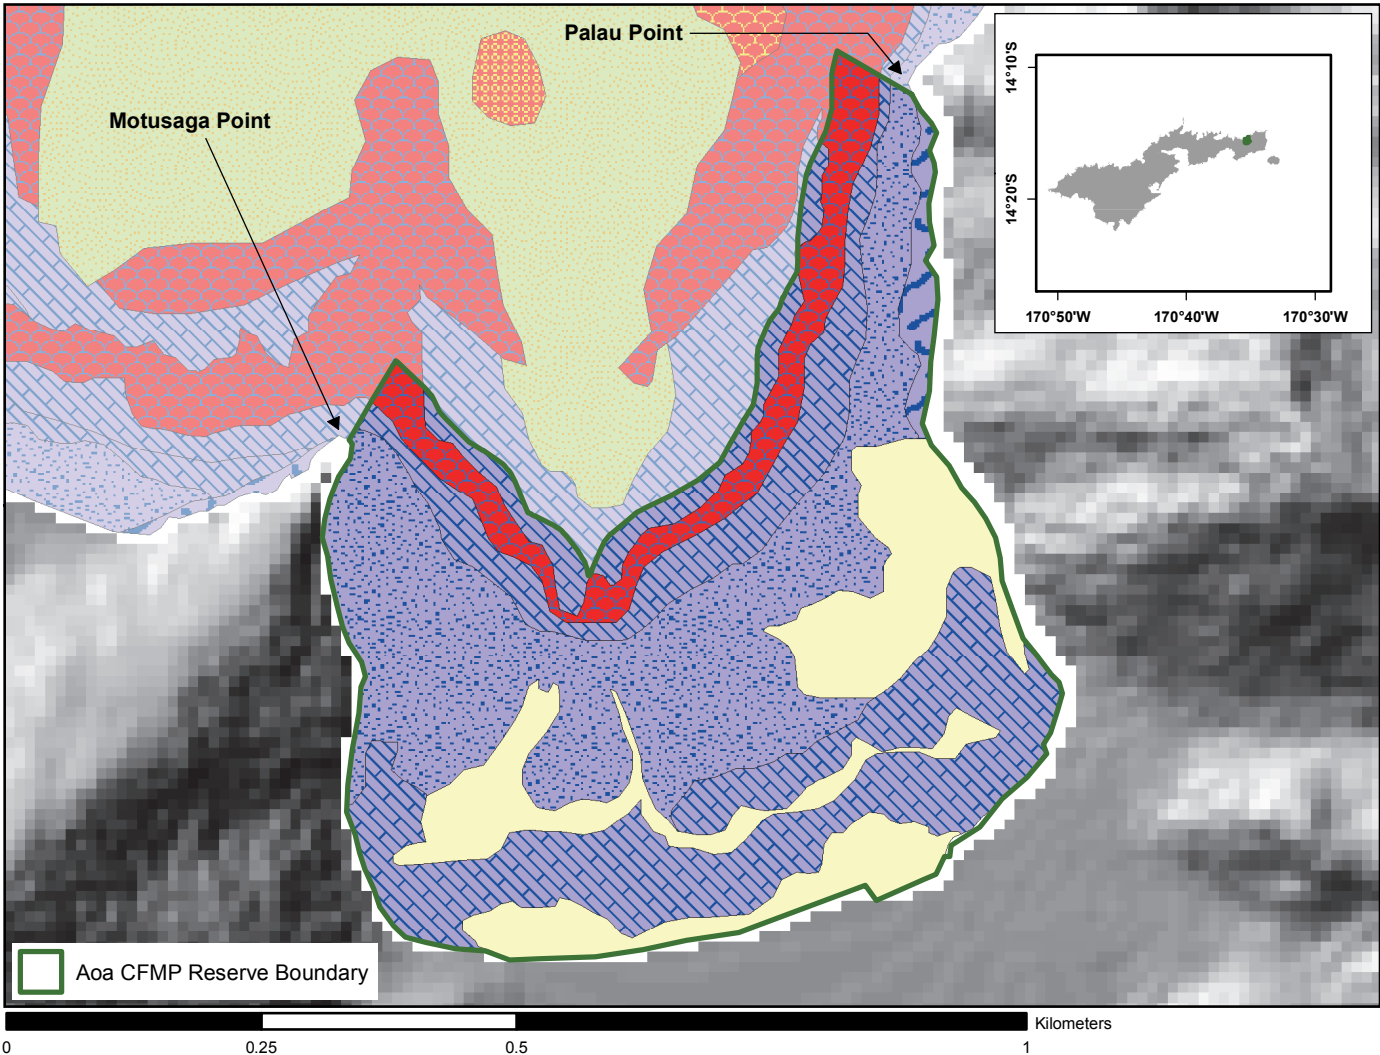 Palau Point
Motusaga Point
14°10'S
14°20'S
170°50'W 170°40'W 170°30'W
Aoa CFMP Reserve Boundary
Kilometers
0 0.25 0.5 1